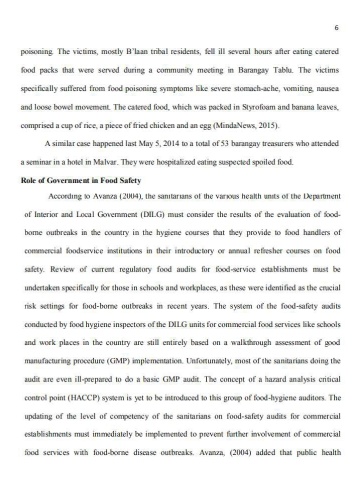 6
poisoning. The victims, mostly B'laan tribal residents, fell ill several hours after eating catered
food packs that were served during a community meeting in Barangay Tablu. The victims
specifically suffered from food poisoning symptoms like severe stomach-ache, vomiting, nausea
and loose bowel movement. The catered food, which was packed in Styrofoam and banana leaves,
comprised a cup of rice, a piece of fried chicken and an egg (MindaNews, 2015).
A similar case happened last May 5, 2014 to a total of 53 barangay treasurers who attended
a seminar in a hotel in Malvar. They were hospitalized eating suspected spoiled food.
Role of Government in Food Safety
According to Avanza (2004), the sanitarians of the various health units of the Department
of Interior and Local Government (DILG) must consider the results of the evaluation of food-
borne outbreaks in the country in the hygiene courses that they provide to food handlers of
commercial foodservice institutions in their introductory or annual refresher courses on food
safety. Review of current regulatory food audits for food-service establishments must be
undertaken specifically for those in schools and workplaces, as these were identified as the crucial
risk settings for food-borne outbreaks in recent years. The system of the food-safety audits
conducted by food hygiene inspectors of the DILG units for commercial food services like schools
and work places in the country are still entirely based on a walkthrough assessment of good
manufacturing procedure (GMP) implementation. Unfortunately, most of the sanitarians doing the
audit are even ill-prepared to do a basic GMP audit. The concept of a hazard analysis critical
control point (HACCP) system is yet to be introduced to this group of food-hygiene auditors. The
updating of the level of competency of the sanitarians on food-safety audits for commercial
establishments must immediately be implemented to prevent further involvement of commercial
food services with food-borne disease outbreaks. Avanza, (2004) added that public health